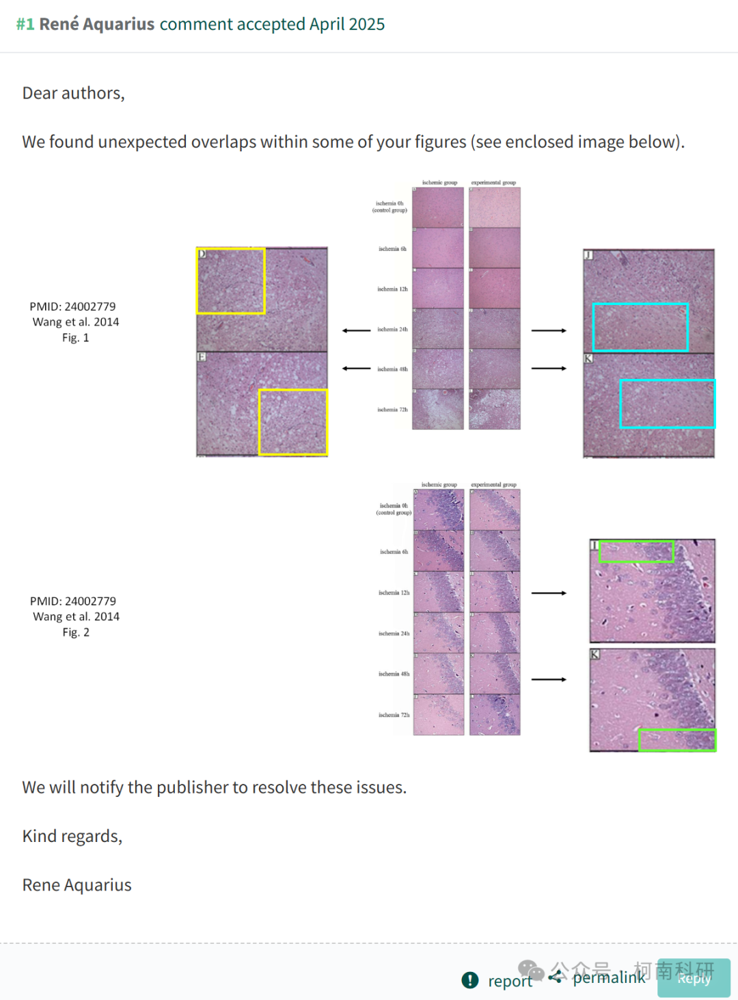 #1 René Aquarius comment accepted April 2025
Dear authors,
We found unexpected overlaps within some of your figures (see enclosed image below).
ischemic group experimental group
ischemia 0h
(control group)
ischemia 6h
ischemia 12h
ischemia 24h
ischemia 48h
ischemia 72h
PMID: 24002779
Wang et al. 2014
Fig. 1
D
E
J
K
ischemic group experimental group
ischemia 0h
(control group)
ischemia 6h
ischemia 12h
ischemia 24h
ischemia 48h
ischemia 72h
PMID: 24002779
Wang et al. 2014
Fig. 2
I
K
We will notify the publisher to resolve these issues.
Kind regards,
Rene Aquarius
report permalink Reply
公众号 · 柯南科研